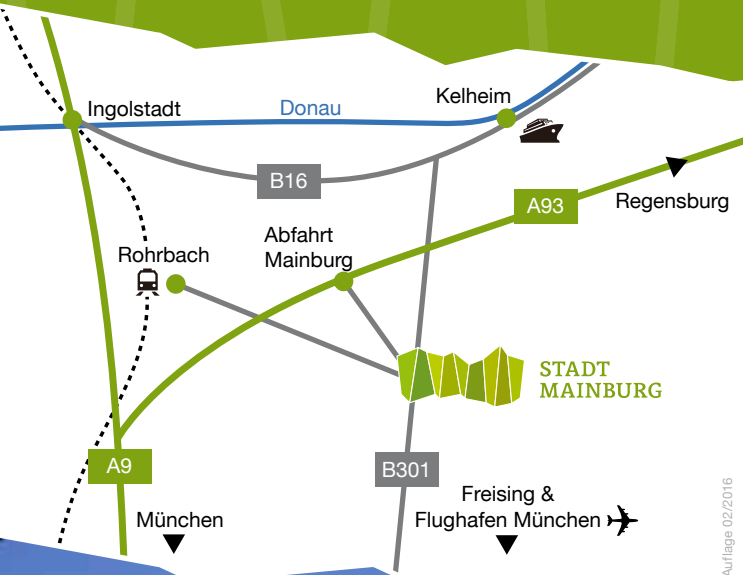 Ingolstadt
Donau
Kelheim
B16
A93
Regensburg
Rohrbach
Abfahrt
Mainburg
STADT
MAINBURG
A9
B301
München
Freising &
Flughafen München
Auflage 02/2016